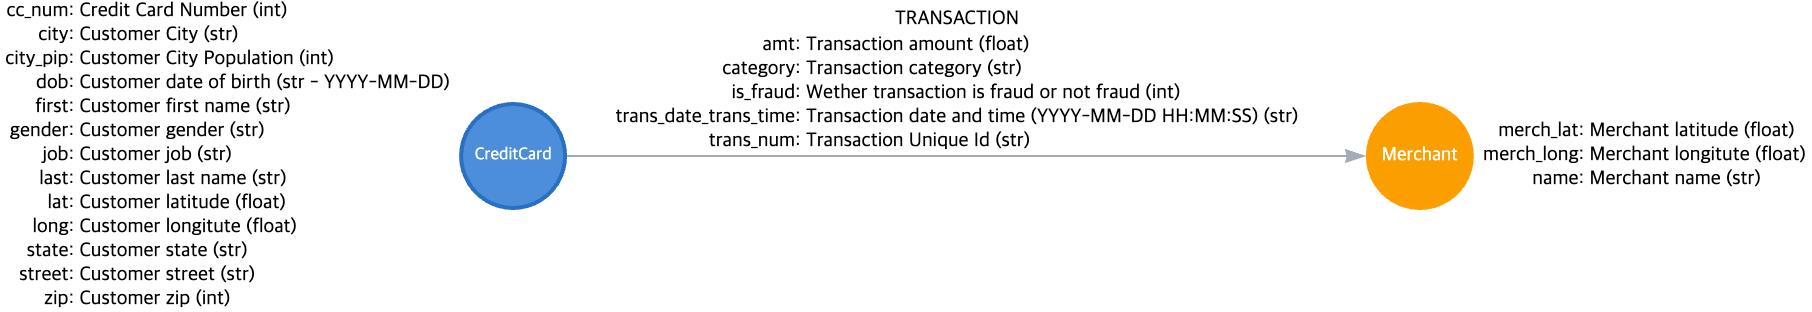 cc_num: Credit Card Number (int)
city: Customer City (str)
city_pip: Customer City Population (int)
dob: Customer date of birth (str - YYYY-MM-DD)
first: Customer first name (str)
gender: Customer gender (str)
job: Customer job (str)
last: Customer last name (str)
lat: Customer latitude (float)
long: Customer longitute (float)
state: Customer state (str)
street: Customer street (str)
zip: Customer zip (int)
CreditCard
TRANSACTION
amt: Transaction amount (float)
category: Transaction category (str)
is_fraud: Wether transaction is fraud or not fraud (int)
trans_date_trans_time: Transaction date and time (YYYY-MM-DD HH:MM:SS) (str)
trans_num: Transaction Unique Id (str)
Merchant
merch_lat: Merchant latitude (float)
merch_long: Merchant longitute (float)
name: Merchant name (str)